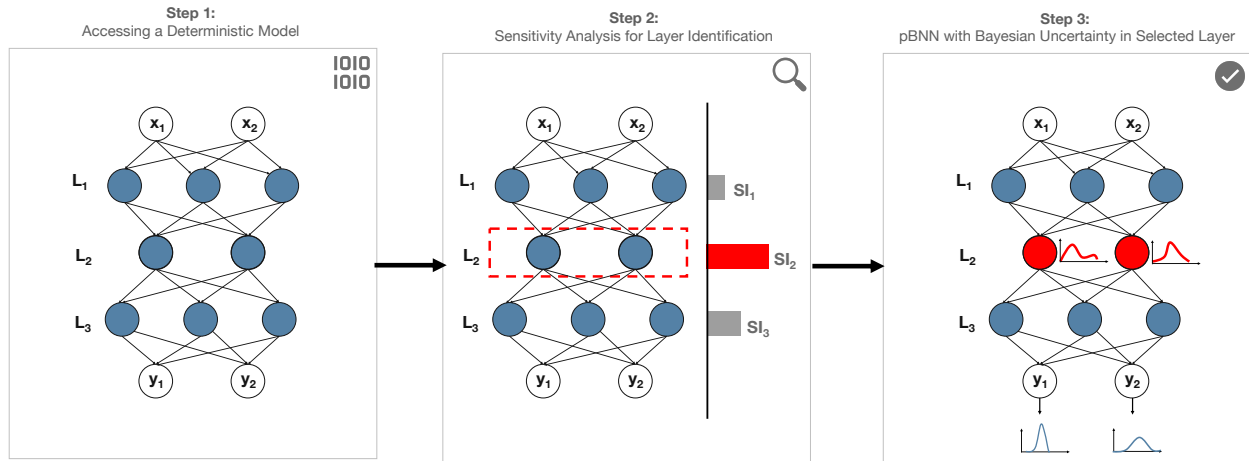 Step 1:
Accessing a Deterministic Model
IOIO
IOIO
x1
x2
L1
L2
L3
y1
y2
Step 2:
Sensitivity Analysis for Layer Identification
x1
x2
L1
SI1
L2
SI2
L3
SI3
y1
y2
Step 3:
pBNN with Bayesian Uncertainty in Selected Layer
x1
x2
L1
L2
L3
y1
y2